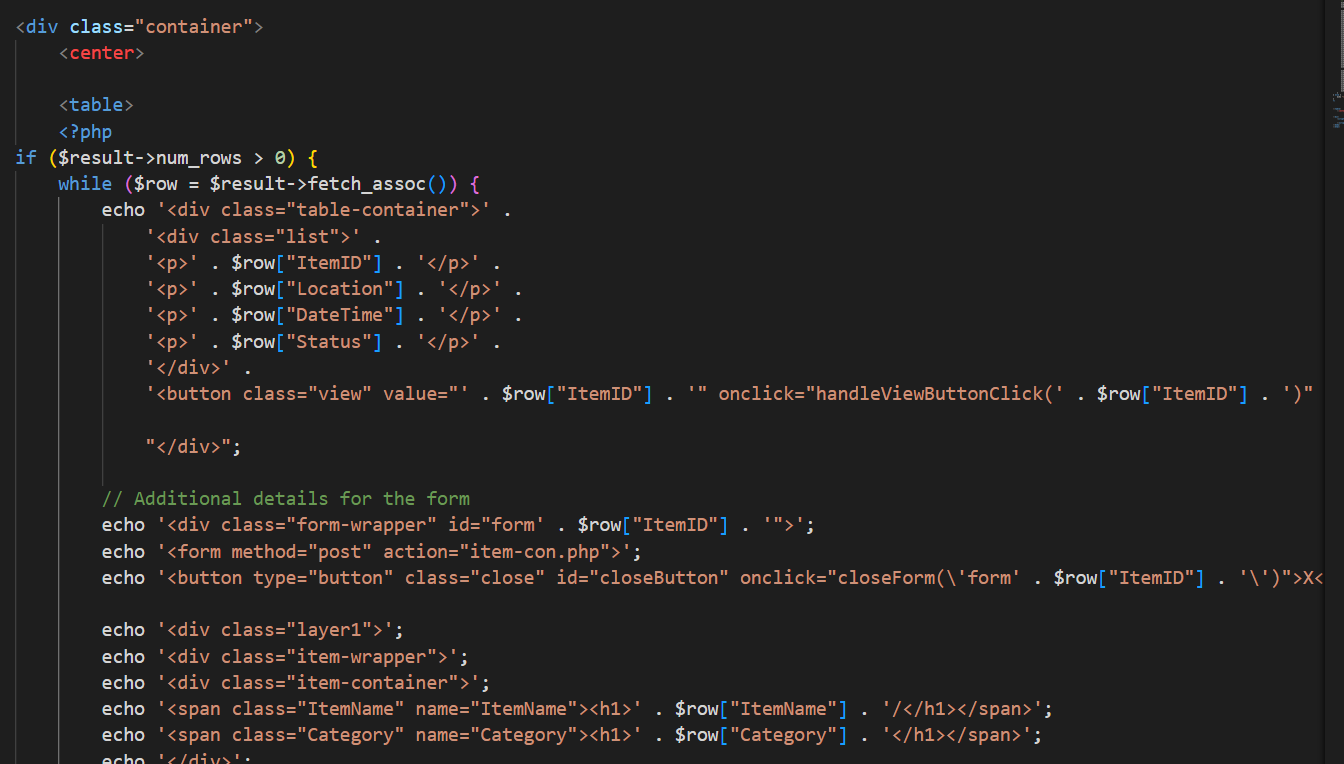 <div class="container">
<center>
<table>
<?php
if ($result->num_rows > 0) {
while ($row = $result->fetch_assoc()) {
echo '<div class="table-container">' .
'<div class="list">' .
'<p>' . $row["ItemID"] . '</p>' .
'<p>' . $row["Location"] . '</p>' .
'<p>' . $row["DateTime"] . '</p>' .
'<p>' . $row["Status"] . '</p>' .
'</div>' .
'<button class="view" value="' . $row["ItemID"] . '" onclick="handleViewButtonClick(' . $row["ItemID"] . ')"
"</div>";
// Additional details for the form
echo '<div class="form-wrapper" id="form' . $row["ItemID"] . '">';
echo '<form method="post" action="item-con.php">';
echo '<button type="button" class="close" id="closeButton" onclick="closeForm(\'form' . $row["ItemID"] . '\')">X<
echo '<div class="layer1">';
echo '<div class="item-wrapper">';
echo '<div class="item-container">';
echo '<span class="ItemName" name="ItemName"><h1>' . $row["ItemName"] . '/</h1></span>';
echo '<span class="Category" name="Category"><h1>' . $row["Category"] . '</h1></span>';
echo '</div>';